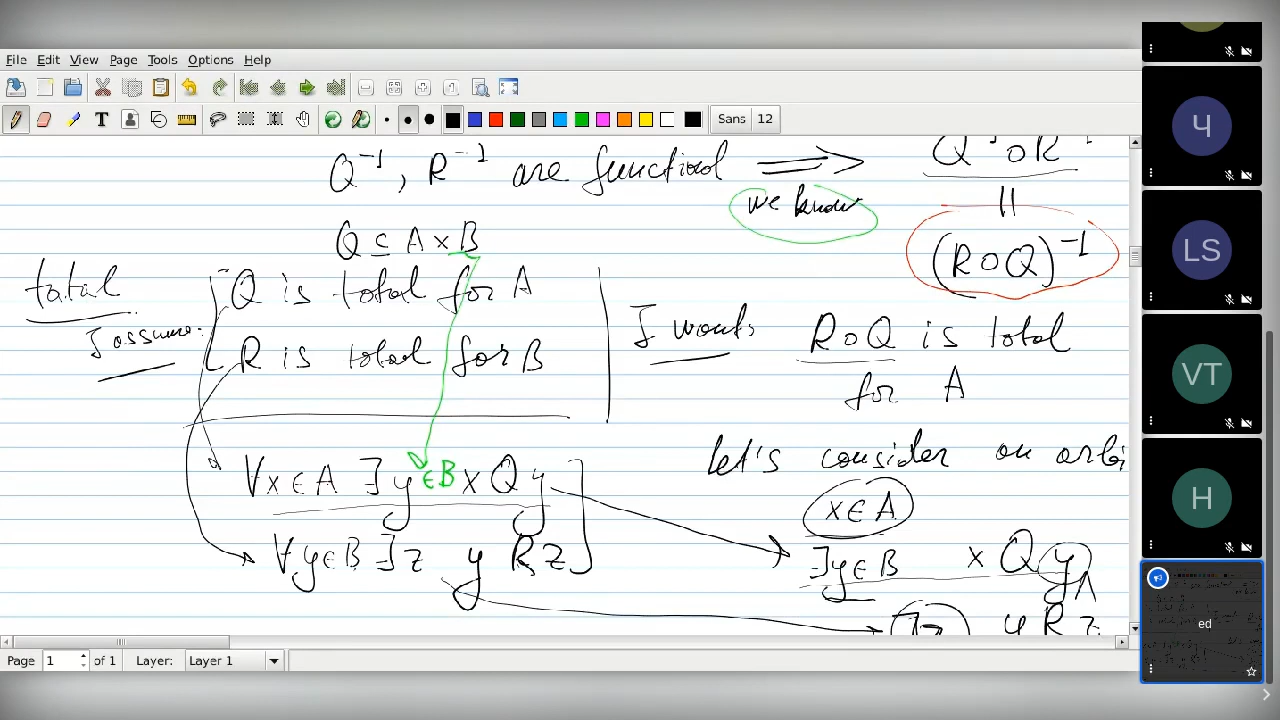 File Edit View Page Tools Options Help
Sans 12
Q⁻¹, R⁻¹ are functional ⟹
we know
Q⁻¹∘R⁻¹
=
(R∘Q)⁻¹
Q ⊆ A × B
total
I assume:
Q is total for A
R is total for B
I want:
R∘Q is total
for A
∀x∈A ∃y ∈B x Q y
∀y∈B ∃z y R z
let's consider an arbi
x∈A
∃y∈B x Q y ∧
∃z y R z
Page 1 of 1 Layer: Layer 1
Ч
LS
VT
H
ed